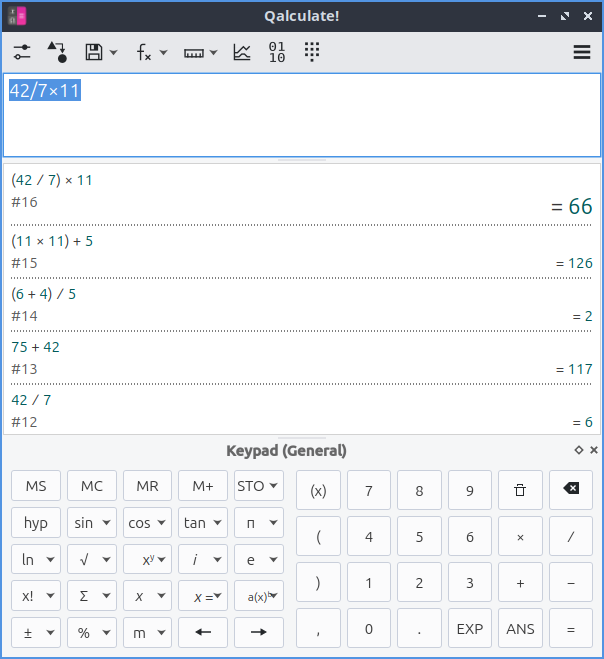 Qalculate!
01
10
42/7×11
(42 / 7) × 11
#16
= 66
(11 × 11) + 5
#15
= 126
(6 + 4) / 5
#14
= 2
75 + 42
#13
= 117
42 / 7
#12
= 6
Keypad (General)
MS MC MR M+ STO (x) 7 8 9
hyp sin cos tan π ( 4 5 6 × /
ln √ xʸ i e ) 1 2 3 + −
x! Σ x x = a(x)ᵇ
± % m ← → , 0 . EXP ANS =